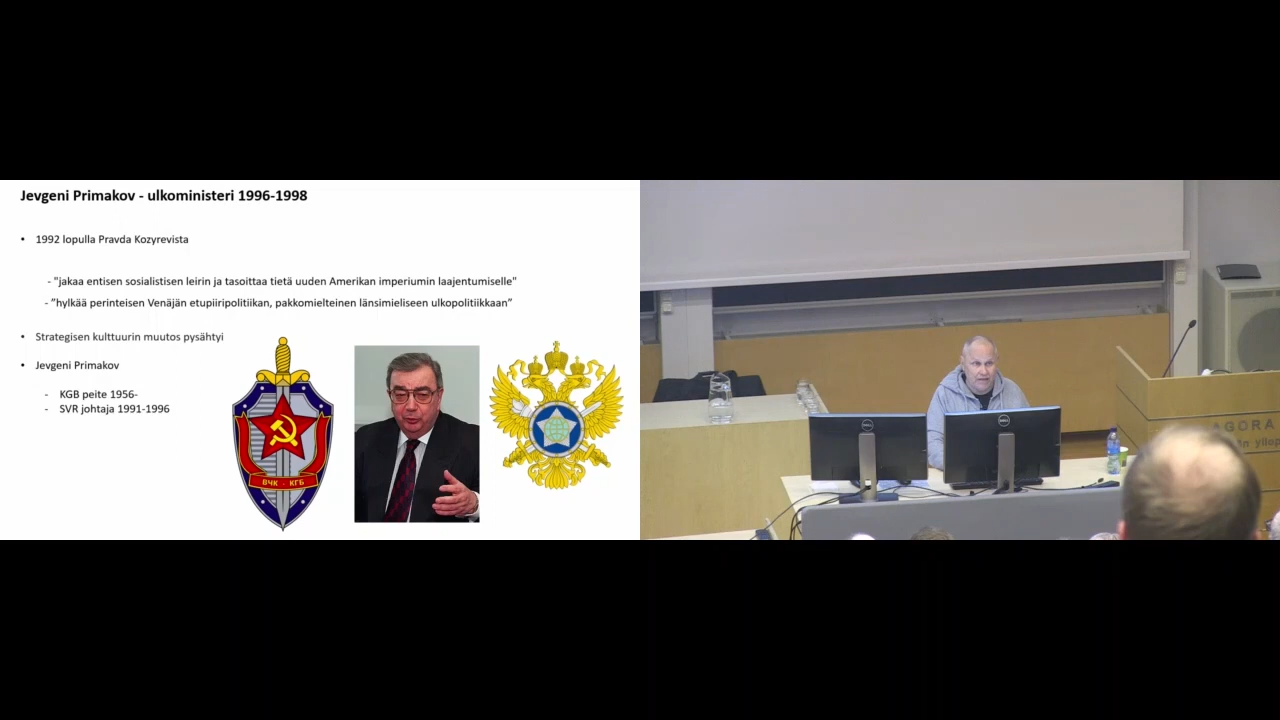 Jevgeni Primakov - ulkoministeri 1996-1998
• 1992 lopulla Pravda Kozyrevista
- "jakaa entisen sosialistisen leirin ja tasoittaa tietä uuden Amerikan imperiumin laajentumiselle"
- "hylkää perinteisen Venäjän etupiiripolitiikan, pakkomielteinen länsimieliseen ulkopolitiikkaan"
• Strategisen kulttuurin muutos pysähtyi
• Jevgeni Primakov
- KGB peite 1956-
- SVR johtaja 1991-1996
ВЧК - КГБ
DELL
DELL
AGORA